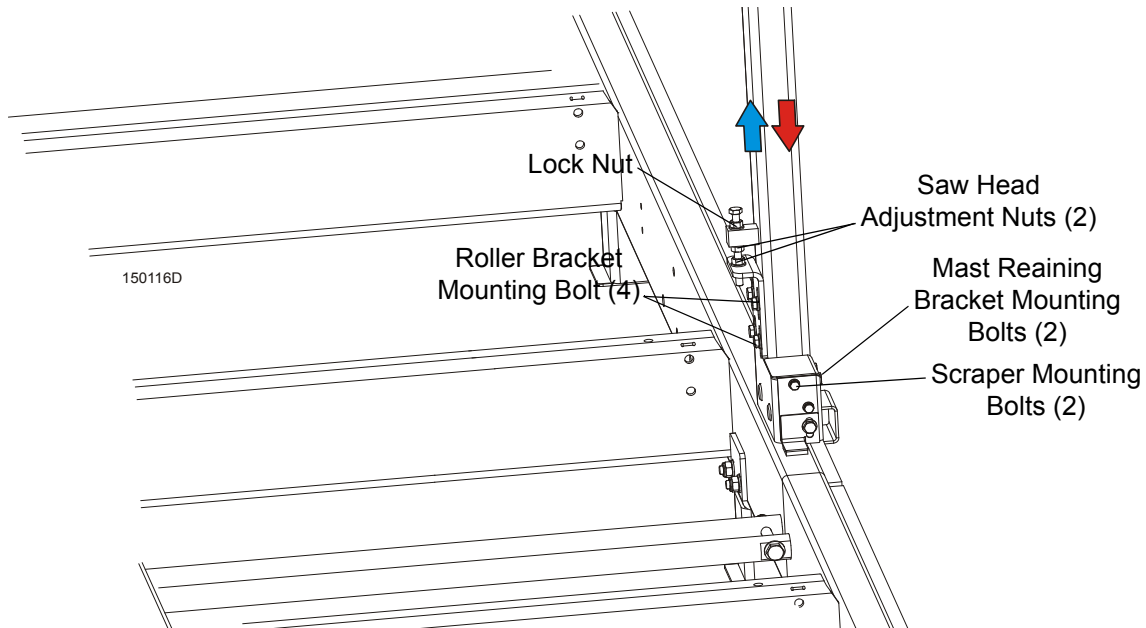 Lock Nut
Saw Head
Adjustment Nuts (2)
150116D
Roller Bracket
Mounting Bolt (4)
Mast Reaining
Bracket Mounting
Bolts (2)
Scraper Mounting
Bolts (2)